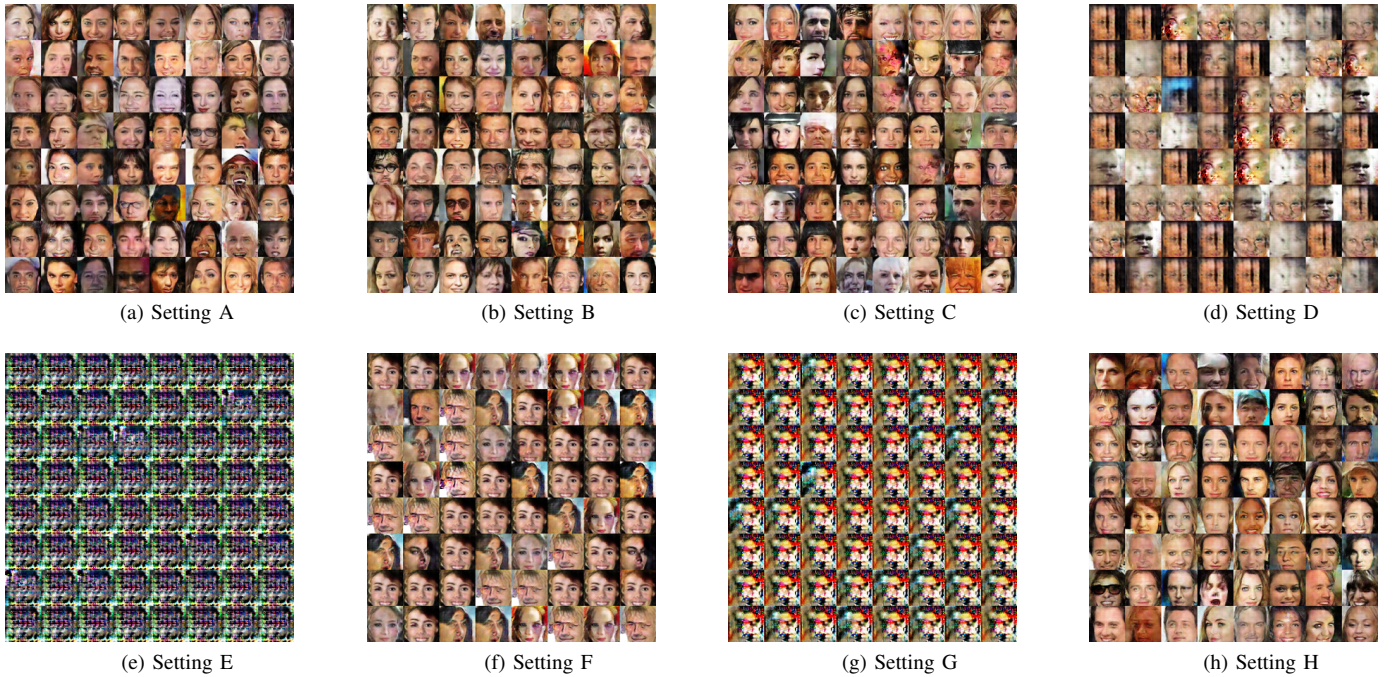 (a) Setting A
(b) Setting B
(c) Setting C
(d) Setting D
(e) Setting E
(f) Setting F
(g) Setting G
(h) Setting H